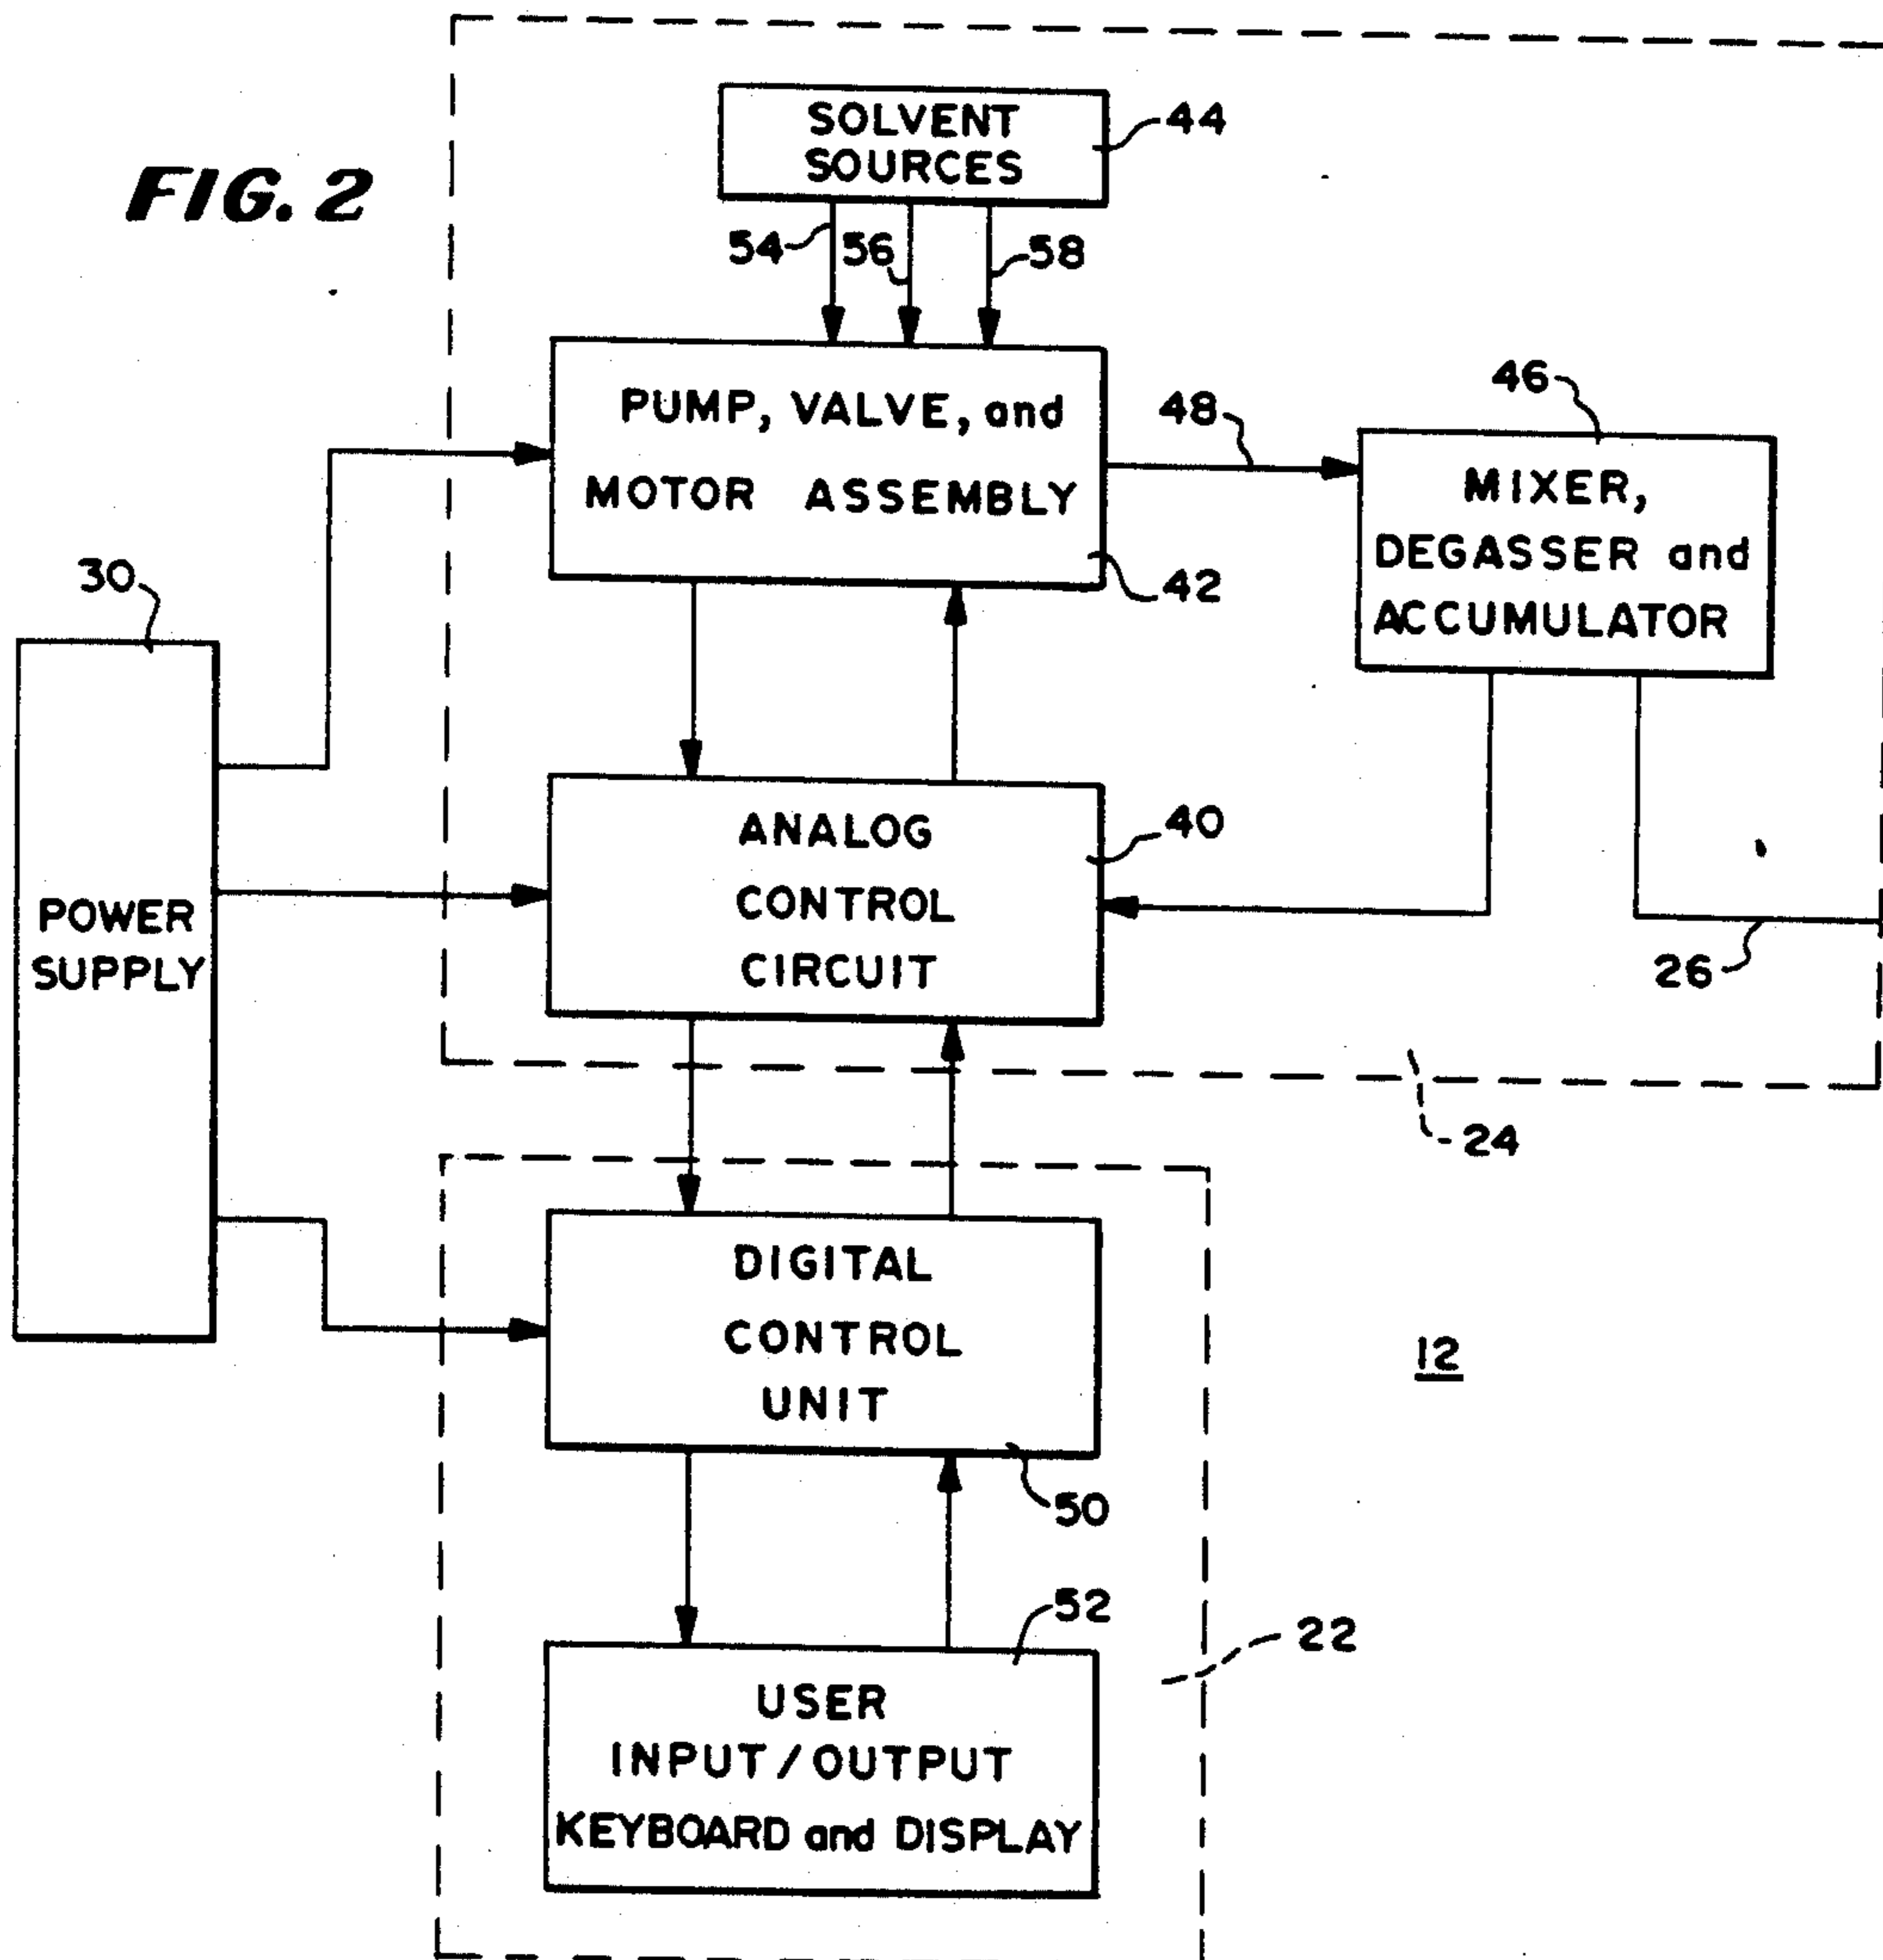 FIG. 2
SOLVENT
SOURCES
44
54
56
58
PUMP, VALVE, and
MOTOR ASSEMBLY
42
48
46
MIXER,
DEGASSER and
ACCUMULATOR
30
POWER
SUPPLY
ANALOG
CONTROL
CIRCUIT
40
26
24
DIGITAL
CONTROL
UNIT
50
12
52
22
USER
INPUT/OUTPUT
KEYBOARD and DISPLAY